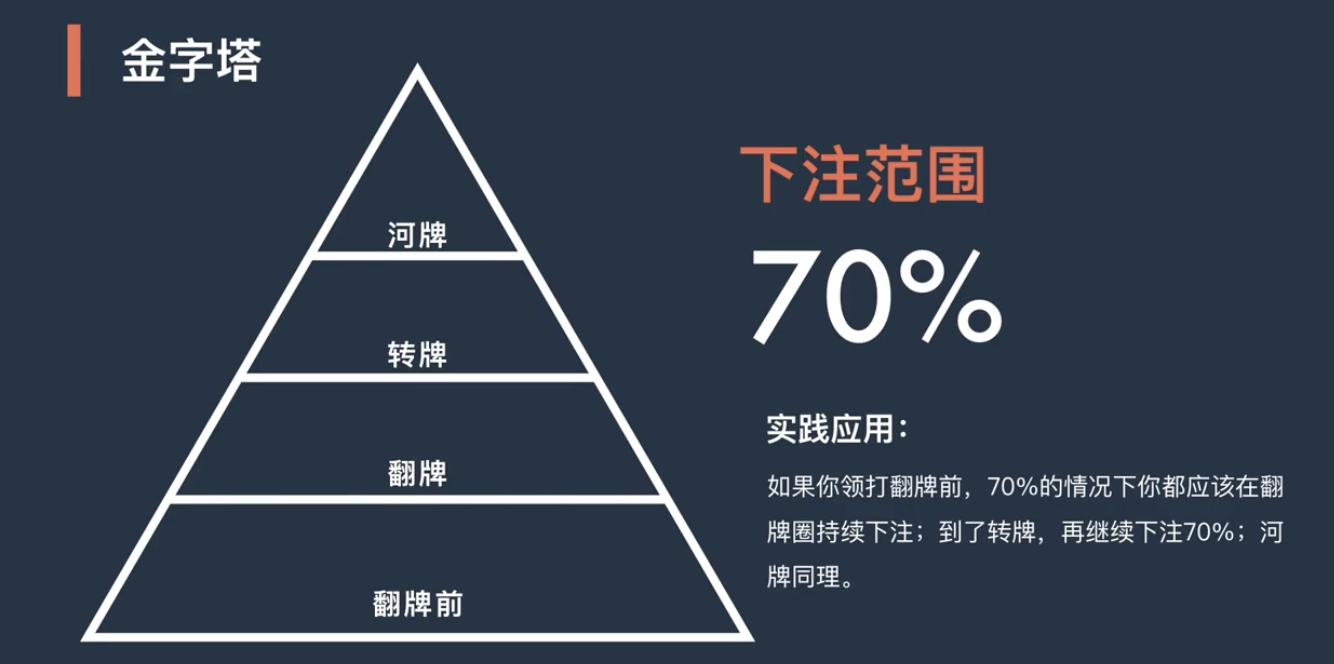 金字塔
河牌
转牌
翻牌
翻牌前
下注范围
70%
实践应用：
如果你领打翻牌前，70%的情况下你都应该在翻
牌圈持续下注；到了转牌，再继续下注70%；河
牌同理。